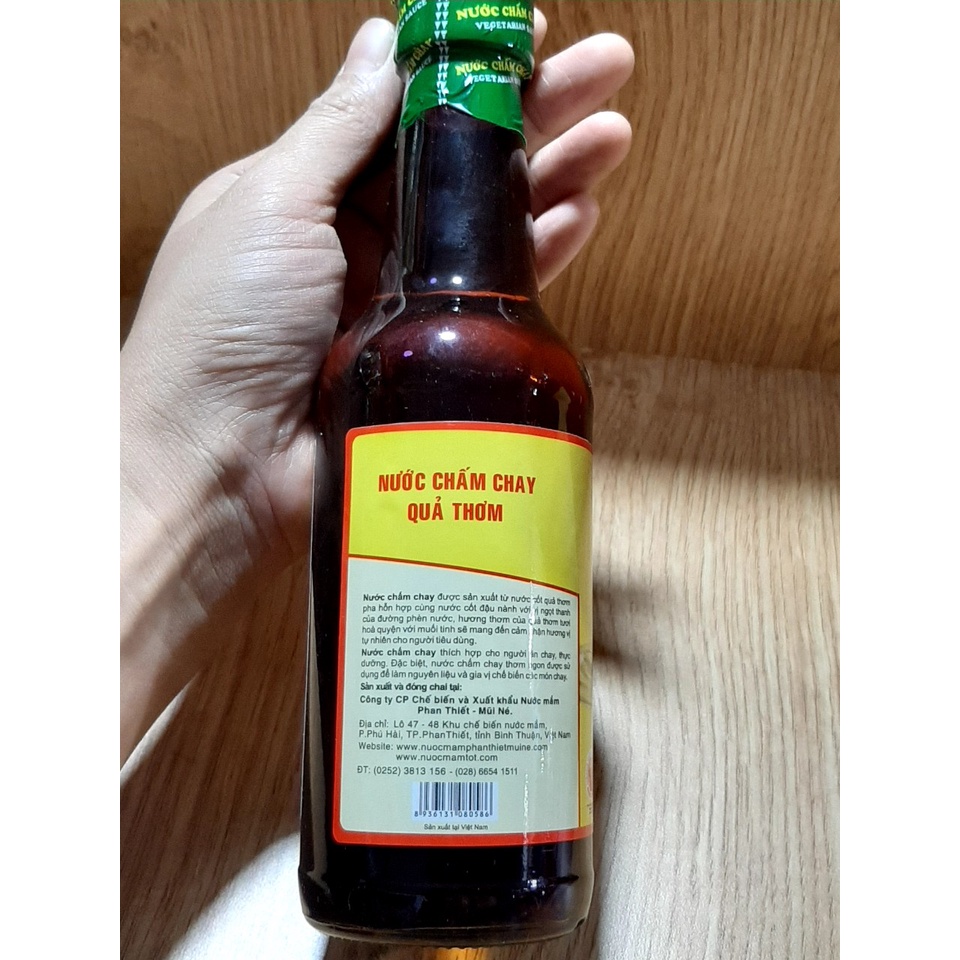 NƯỚC CHẤM C
VEGETARIAN
NƯỚC CHẤM
VEGETARIAN
NƯỚC CHẤM CHAY
QUẢ THƠM
Nước chấm chay được sản xuất từ nước cốt quả thơm
pha hỗn hợp cùng nước cốt đậu nành với vị ngọt thanh
của đường phèn nước, hương thơm của quả thơm tươi
hoà quyện với muối tinh sẽ mang đến cảm nhận hương vị
tự nhiên cho người tiêu dùng.
Nước chấm chay thích hợp cho người ăn chay, thực
dưỡng. Đặc biệt, nước chấm chay thơm ngon được sử
dụng để làm nguyên liệu và gia vị chế biến các món chay.
Sản xuất và đóng chai tại:
Công ty CP Chế biến và Xuất khẩu Nước mắm
Phan Thiết - Mũi Né.
Địa chỉ: Lô 47 - 48 Khu chế biến nước mắm,
P.Phú Hài, TP.PhanThiết, tỉnh Bình Thuận, Việt Nam
Website: www.nuocmamphanthietmuine.com
www.nuocmamtot.com
ĐT: (0252) 3813 156 - (028) 6654 1511
8 936131 080586
Sản xuất tại Việt Nam